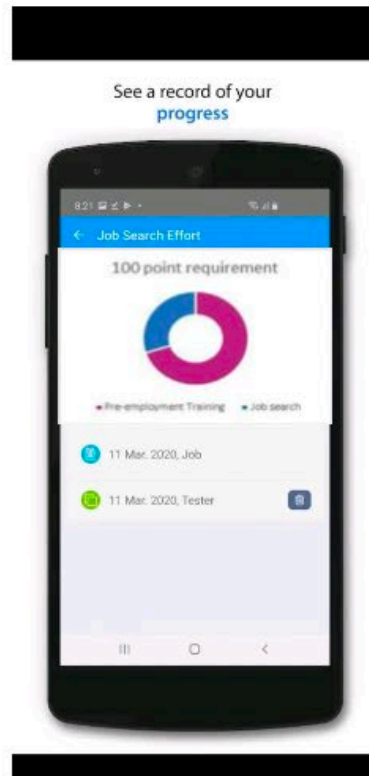 See a record of your
progress
8:21
Job Search Effort
100 point requirement
Pre-employment Training
Job search
11 Mar. 2020, Job
11 Mar. 2020, Tester